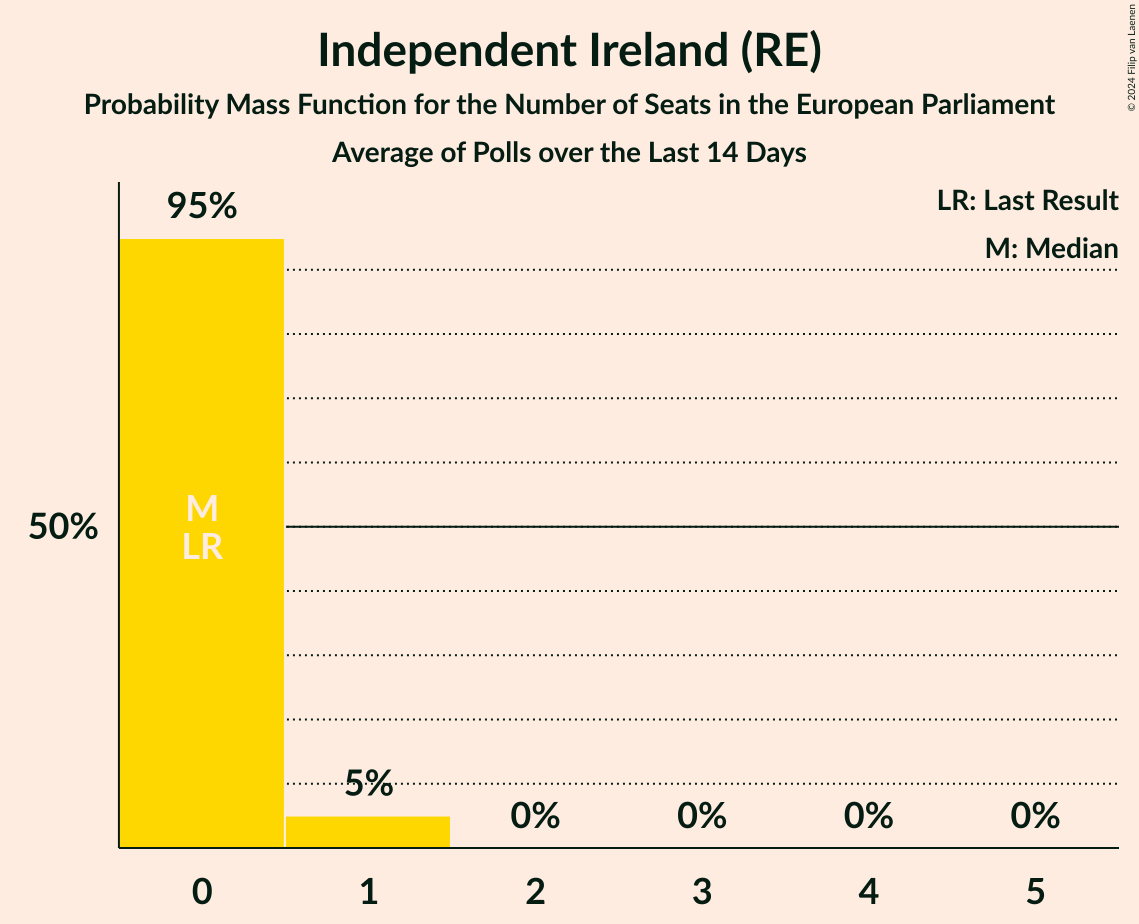 Independent Ireland (RE)
Probability Mass Function for the Number of Seats in the European Parliament
Average of Polls over the Last 14 Days
© 2024 Filip van Laenen
LR: Last Result
M: Median
95%
M
LR
50%
5%
0%
0%
0%
0%
0
1
2
3
4
5